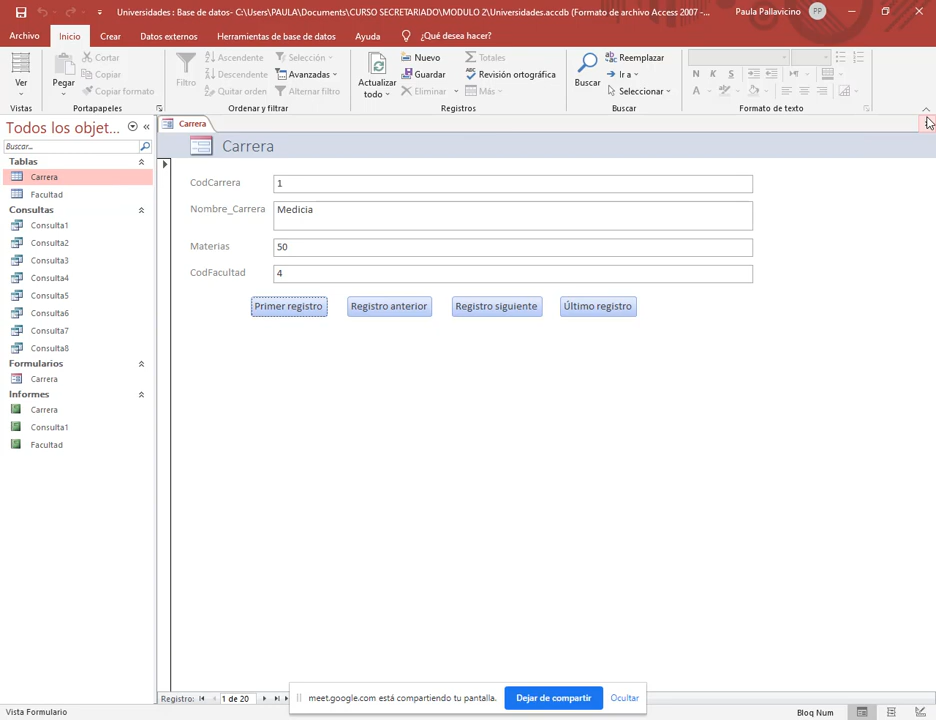 Universidades : Base de datos- C:\Users\PAULA\Documents\CURSO SECRETARIADO\MODULO 2\Universidades.accdb (Formato de archivo Access 2007 -...
Paula Pallavicino
PP
Archivo
Inicio
Crear
Datos externos
Herramientas de base de datos
Ayuda
¿Qué desea hacer?
Ver
Pegar
Cortar
Copiar
Copiar formato
Filtro
Ascendente
Descendente
Quitar orden
Selección
Avanzadas
Alternar filtro
Actualizar
todo
Nuevo
Guardar
Eliminar
Totales
Revisión ortográfica
Más
Buscar
Reemplazar
Ir a
Seleccionar
N
K
S
A
Vistas
Portapapeles
Ordenar y filtrar
Registros
Buscar
Formato de texto
Todos los objet...
Buscar...
Tablas
Carrera
Facultad
Consultas
Consulta1
Consulta2
Consulta3
Consulta4
Consulta5
Consulta6
Consulta7
Consulta8
Formularios
Carrera
Informes
Carrera
Consulta1
Facultad
Carrera
Carrera
CodCarrera 1
Nombre_Carrera Medicia
Materias 50
CodFacultad 4
Primer registro
Registro anterior
Registro siguiente
Último registro
Registro: 1 de 20
meet.google.com está compartiendo tu pantalla.
Dejar de compartir
Ocultar
Vista Formulario
Bloq Num